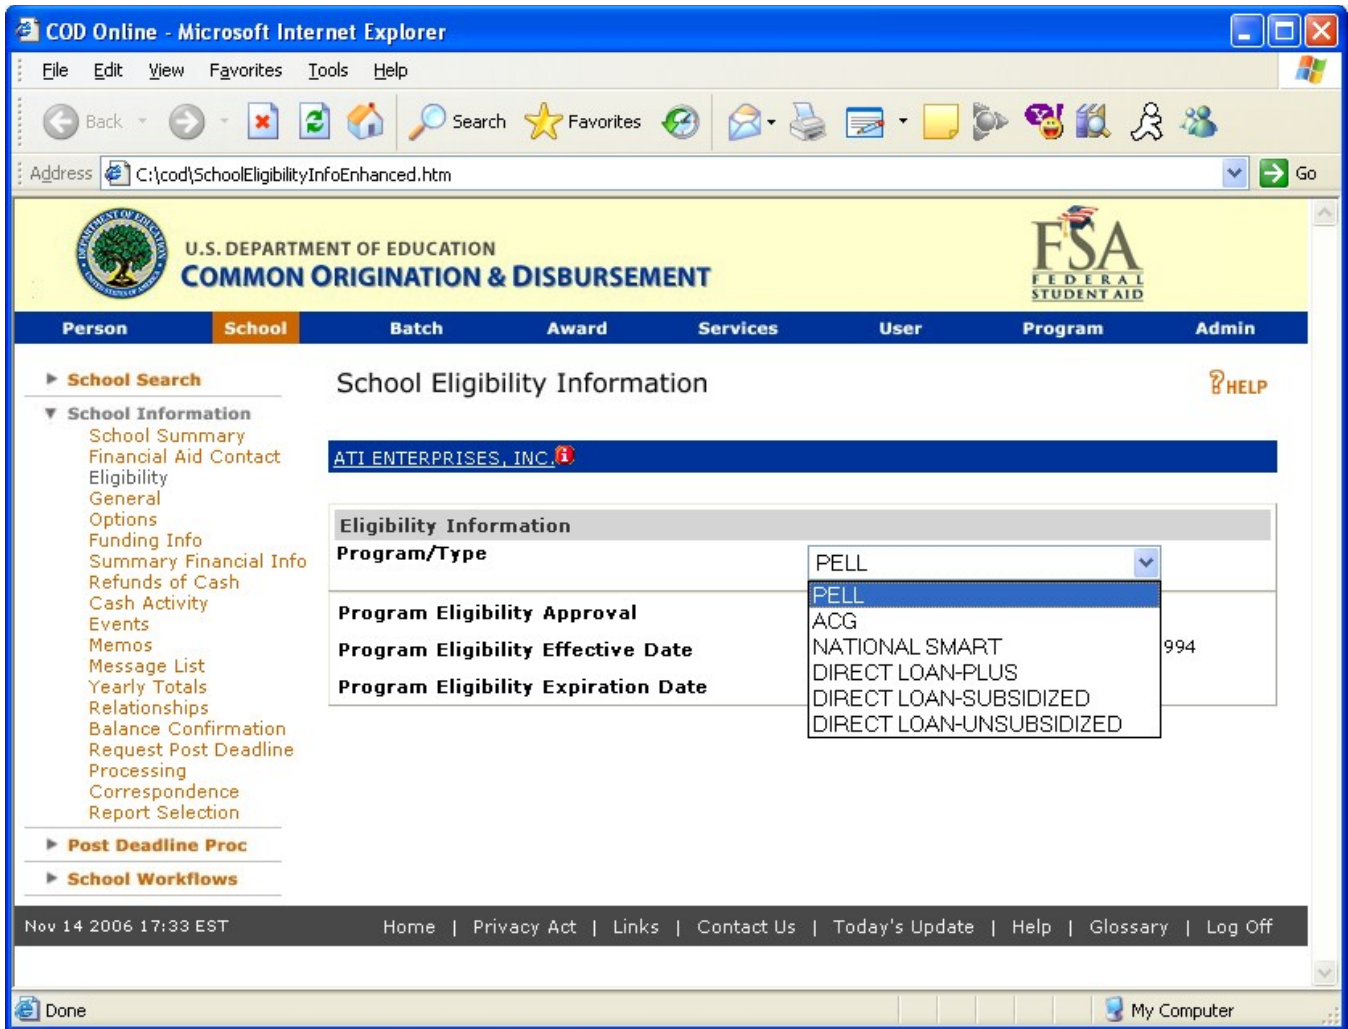 COD Online - Microsoft Internet Explorer
File Edit View Favorites Tools Help
Back Search Favorites
Address C:\cod\SchoolEligibilityInfoEnhanced.htm Go
U.S. DEPARTMENT OF EDUCATION
COMMON ORIGINATION & DISBURSEMENT
FSA
FEDERAL
STUDENT AID
Person School Batch Award Services User Program Admin
School Search
School Information
School Summary
Financial Aid Contact
Eligibility
General
Options
Funding Info
Summary Financial Info
Refunds of Cash
Cash Activity
Events
Memos
Message List
Yearly Totals
Relationships
Balance Confirmation
Request Post Deadline
Processing
Correspondence
Report Selection
Post Deadline Proc
School Workflows
School Eligibility Information
? HELP
ATI ENTERPRISES, INC.
Eligibility Information
Program/Type PELL
PELL
ACG
NATIONAL SMART
DIRECT LOAN-PLUS
DIRECT LOAN-SUBSIDIZED
DIRECT LOAN-UNSUBSIDIZED
Program Eligibility Approval
Program Eligibility Effective Date 994
Program Eligibility Expiration Date
Nov 14 2006 17:33 EST Home | Privacy Act | Links | Contact Us | Today's Update | Help | Glossary | Log Off
Done My Computer